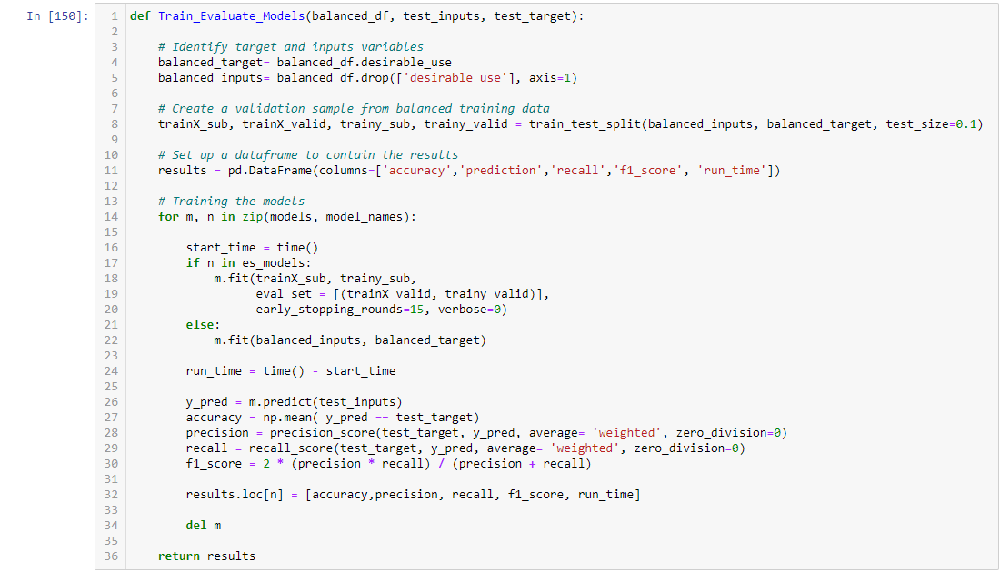 In [150]:
1 def Train_Evaluate_Models(balanced_df, test_inputs, test_target):
2
3     # Identify target and inputs variables
4     balanced_target= balanced_df.desirable_use
5     balanced_inputs= balanced_df.drop(['desirable_use'], axis=1)
6
7     # Create a validation sample from balanced training data
8     trainX_sub, trainX_valid, trainy_sub, trainy_valid = train_test_split(balanced_inputs, balanced_target, test_size=0.1)
9
10     # Set up a dataframe to contain the results
11     results = pd.DataFrame(columns=['accuracy','prediction','recall','f1_score', 'run_time'])
12
13     # Training the models
14     for m, n in zip(models, model_names):
15
16         start_time = time()
17         if n in es_models:
18             m.fit(trainX_sub, trainy_sub,
19                   eval_set = [(trainX_valid, trainy_valid)],
20                   early_stopping_rounds=15, verbose=0)
21         else:
22             m.fit(balanced_inputs, balanced_target)
23
24         run_time = time() - start_time
25
26         y_pred = m.predict(test_inputs)
27         accuracy = np.mean( y_pred == test_target)
28         precision = precision_score(test_target, y_pred, average= 'weighted', zero_division=0)
29         recall = recall_score(test_target, y_pred, average= 'weighted', zero_division=0)
30         f1_score = 2 * (precision * recall) / (precision + recall)
31
32         results.loc[n] = [accuracy,precision, recall, f1_score, run_time]
33
34         del m
35
36     return results